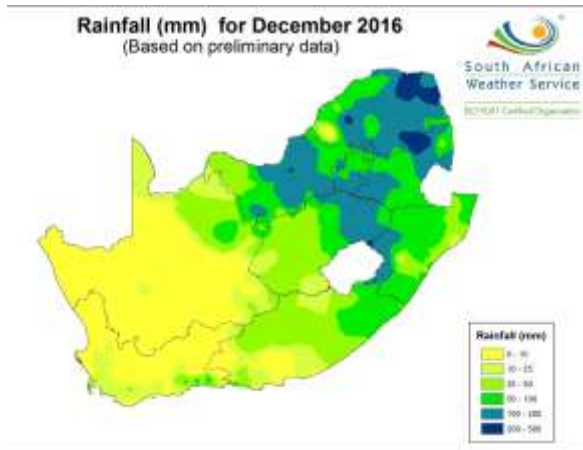 Rainfall (mm) for December 2016
(Based on preliminary data)
South African
Weather Service
Rainfall (mm)
0 - 10
10 - 25
25 - 50
50 - 100
100 - 200
200 - 500